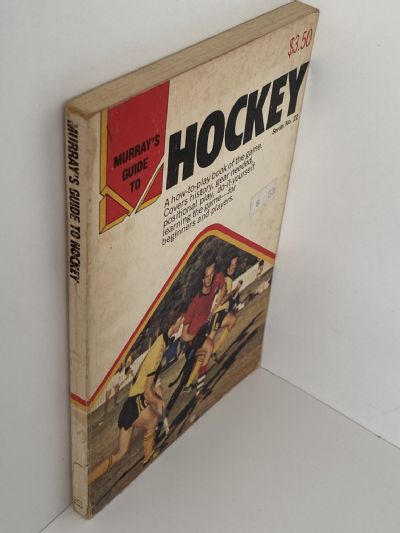 $3.50
MURRAY'S
GUIDE
TO
HOCKEY
Series No. 22
A how-to-play book of the game.
Covers history, gear needed,
positional play, do-it-yourself
learning the game—for
beginners and players.
MURRAY'S GUIDE TO HOCKEY